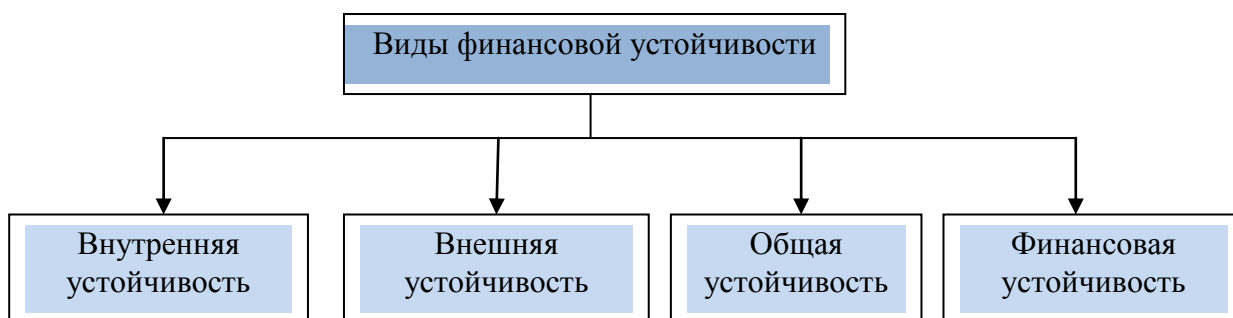 Виды финансовой устойчивости
Внутренняя
устойчивость
Внешняя
устойчивость
Общая
устойчивость
Финансовая
устойчивость